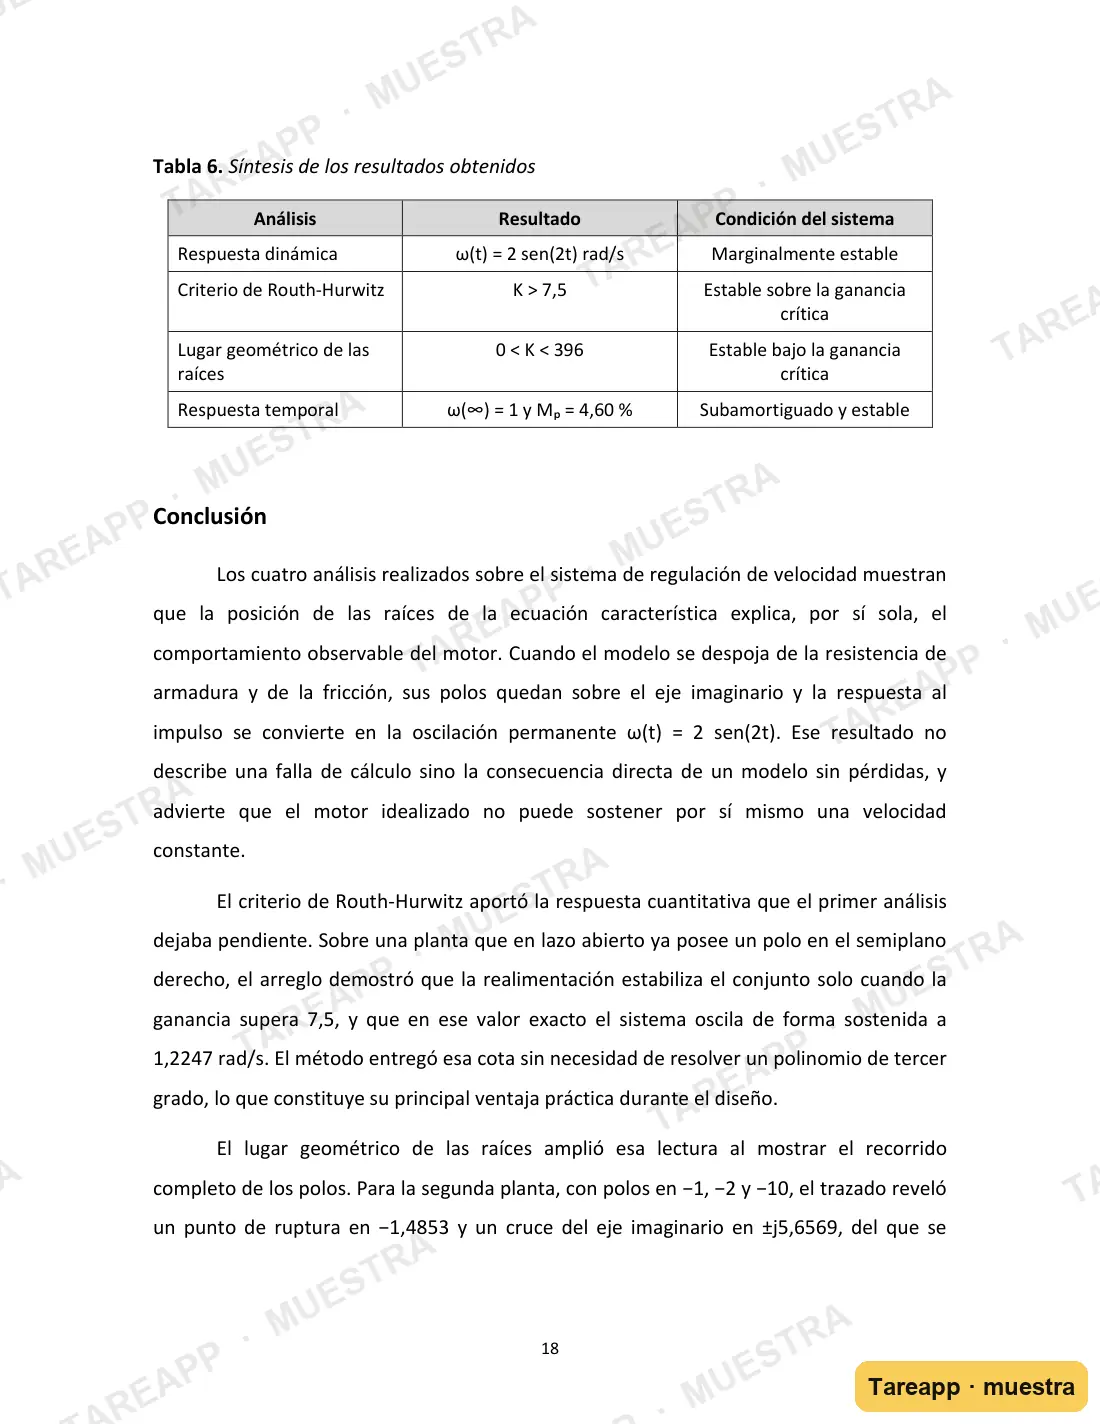 Tabla 6. Síntesis de los resultados obtenidos
Análisis Resultado Condición del sistema
Respuesta dinámica ω(t) = 2 sen(2t) rad/s Marginalmente estable
Criterio de Routh-Hurwitz K > 7,5 Estable sobre la ganancia
crítica
Lugar geométrico de las 0 < K < 396 Estable bajo la ganancia
raíces crítica
Respuesta temporal ω(∞) = 1 y Mₚ = 4,60 % Subamortiguado y estable
Conclusión
Los cuatro análisis realizados sobre el sistema de regulación de velocidad muestran
que la posición de las raíces de la ecuación característica explica, por sí sola, el
comportamiento observable del motor. Cuando el modelo se despoja de la resistencia de
armadura y de la fricción, sus polos quedan sobre el eje imaginario y la respuesta al
impulso se convierte en la oscilación permanente ω(t) = 2 sen(2t). Ese resultado no
describe una falla de cálculo sino la consecuencia directa de un modelo sin pérdidas, y
advierte que el motor idealizado no puede sostener por sí mismo una velocidad
constante.
El criterio de Routh-Hurwitz aportó la respuesta cuantitativa que el primer análisis
dejaba pendiente. Sobre una planta que en lazo abierto ya posee un polo en el semiplano
derecho, el arreglo demostró que la realimentación estabiliza el conjunto solo cuando la
ganancia supera 7,5, y que en ese valor exacto el sistema oscila de forma sostenida a
1,2247 rad/s. El método entregó esa cota sin necesidad de resolver un polinomio de tercer
grado, lo que constituye su principal ventaja práctica durante el diseño.
El lugar geométrico de las raíces amplió esa lectura al mostrar el recorrido
completo de los polos. Para la segunda planta, con polos en −1, −2 y −10, el trazado reveló
un punto de ruptura en −1,4853 y un cruce del eje imaginario en ±j5,6569, del que se
18
Tareapp · muestra
TAREAPP · MUESTRA
TAREAPP · MUESTRA
TAREAPP · MUESTRA
TAREAPP · MUESTRA
TAREAPP · MUESTRA
TAREAPP · MUESTRA
TAREAPP · MUESTRA